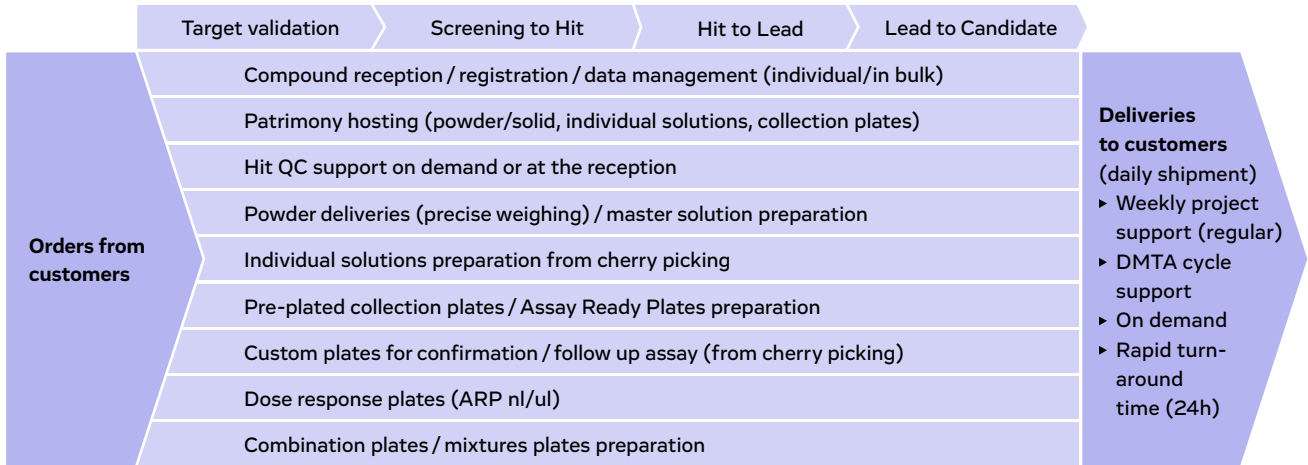 Target validation
Screening to Hit
Hit to Lead
Lead to Candidate
Orders from
customers
Compound reception / registration / data management (individual/in bulk)
Patrimony hosting (powder/solid, individual solutions, collection plates)
Hit QC support on demand or at the reception
Powder deliveries (precise weighing) / master solution preparation
Individual solutions preparation from cherry picking
Pre-plated collection plates / Assay Ready Plates preparation
Custom plates for confirmation / follow up assay (from cherry picking)
Dose response plates (ARP nl/ul)
Combination plates / mixtures plates preparation
Deliveries
to customers
(daily shipment)
▸ Weekly project
support (regular)
▸ DMTA cycle
support
▸ On demand
▸ Rapid turn-
around
time (24h)